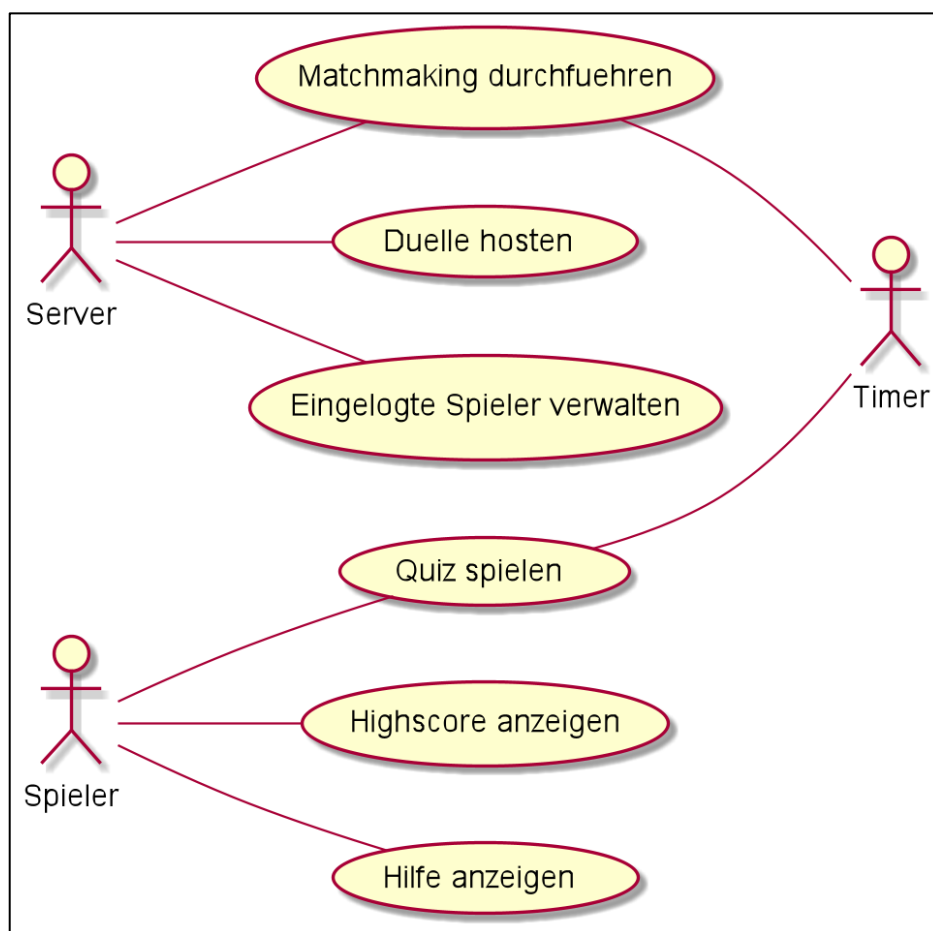 Matchmaking durchfuehren
Duelle hosten
Server
Eingelogte Spieler verwalten
Timer
Quiz spielen
Highscore anzeigen
Spieler
Hilfe anzeigen